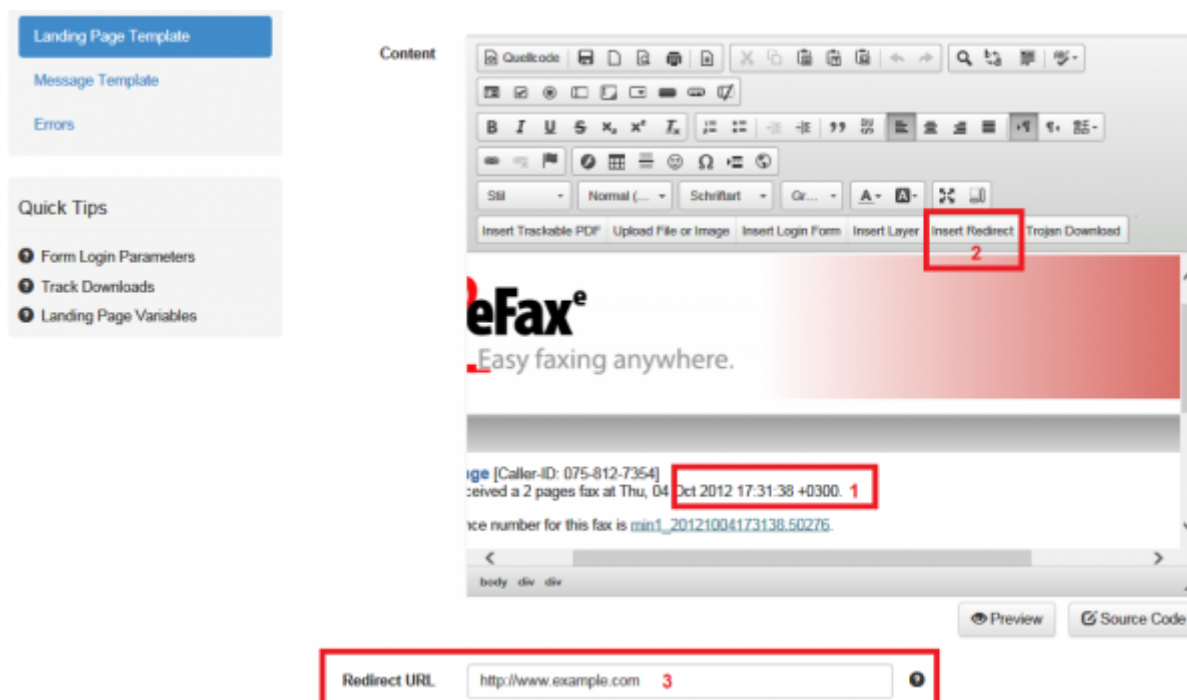 Landing Page Template
Message Template
Errors
Quick Tips
Form Login Parameters
Track Downloads
Landing Page Variables
Content
Quellcode
Stil
Normal (...
Schriftart
Gr...
Insert Trackable PDF Upload File or Image Insert Login Form Insert Layer Insert Redirect Trojan Download
2
eFax e
Easy faxing anywhere.
ge [Caller-ID: 075-812-7354]
ceived a 2 pages fax at Thu, 04 Oct 2012 17:31:38 +0300. 1
nce number for this fax is min1_20121004173138.50276.
body div div
Preview Source Code
Redirect URL http://www.example.com 3